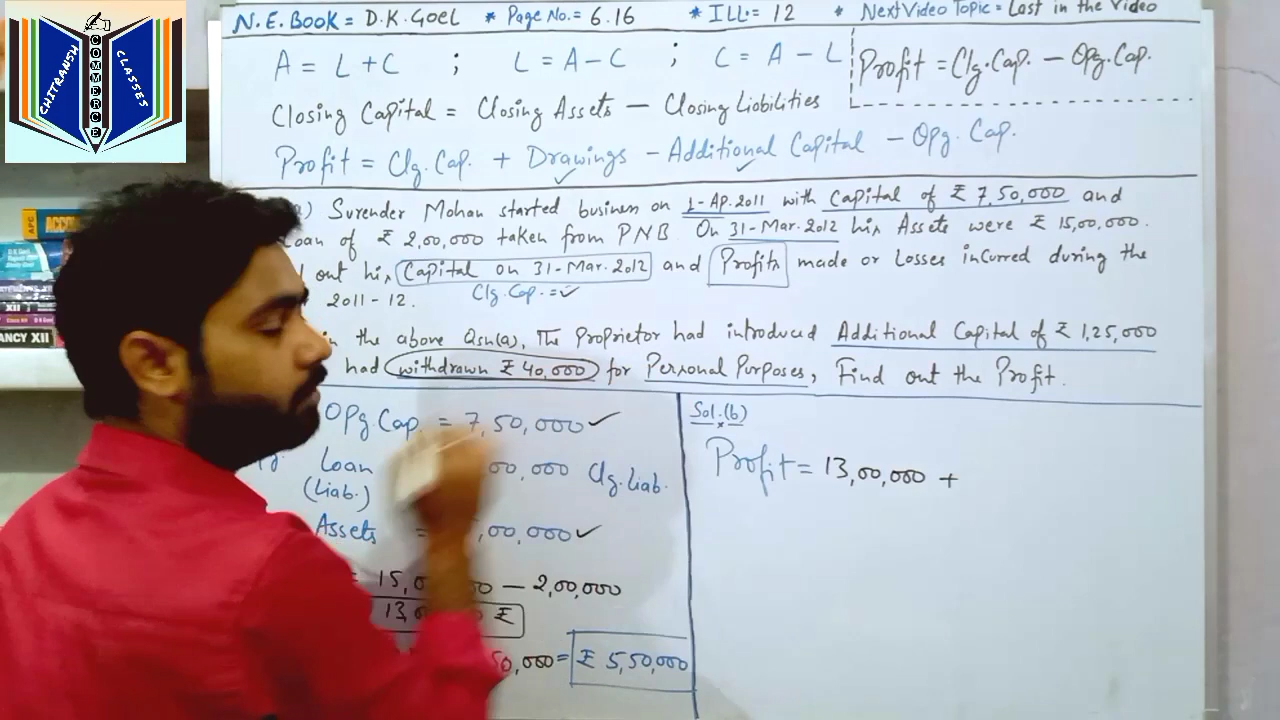 N.E.BOOK = D.K.Goel * Page No.= 6.16 * ILL.= 12 * Next Video Topic = Last in the Video
CHITRANSH COMMERCE CLASSES
A = L + C ; L = A - C ; C = A - L
Profit = Clg.Cap. - Opg.Cap.
Closing Capital = Closing Assets - Closing Liobilities
Profit = Clg.Cap. + Drawings - Additional Capital - Opg. Cap.
) Surender Mohan started business on 1-Ap.2011 with Capital of ₹ 7,50,000 and
Loan of ₹ 2,00,000 taken from PNB. On 31-Mar.2012 his Assets were ₹ 15,00,000.
out his Capital on 31-Mar.2012 and Profits made or Losses incurred during the
2011-12. Clg.Cap.=✓
in the above Qsn(a), The Proprietor had introduced Additional Capital of ₹ 1,25,000
had withdrawn ₹ 40,000 for Personal Purposes, Find out the Profit.
OPg.Cap. = 7,50,000 ✓
Loan 00,000 Clg.Liab.
(Liab.)
Assets = ,00,000 ✓
= 15,0 - 2,00,000
13,0 ₹
50,000 = ₹ 5,50,000
Sol.(b)
Profit = 13,00,000 +
APC ACCO
XII
ANCY XII